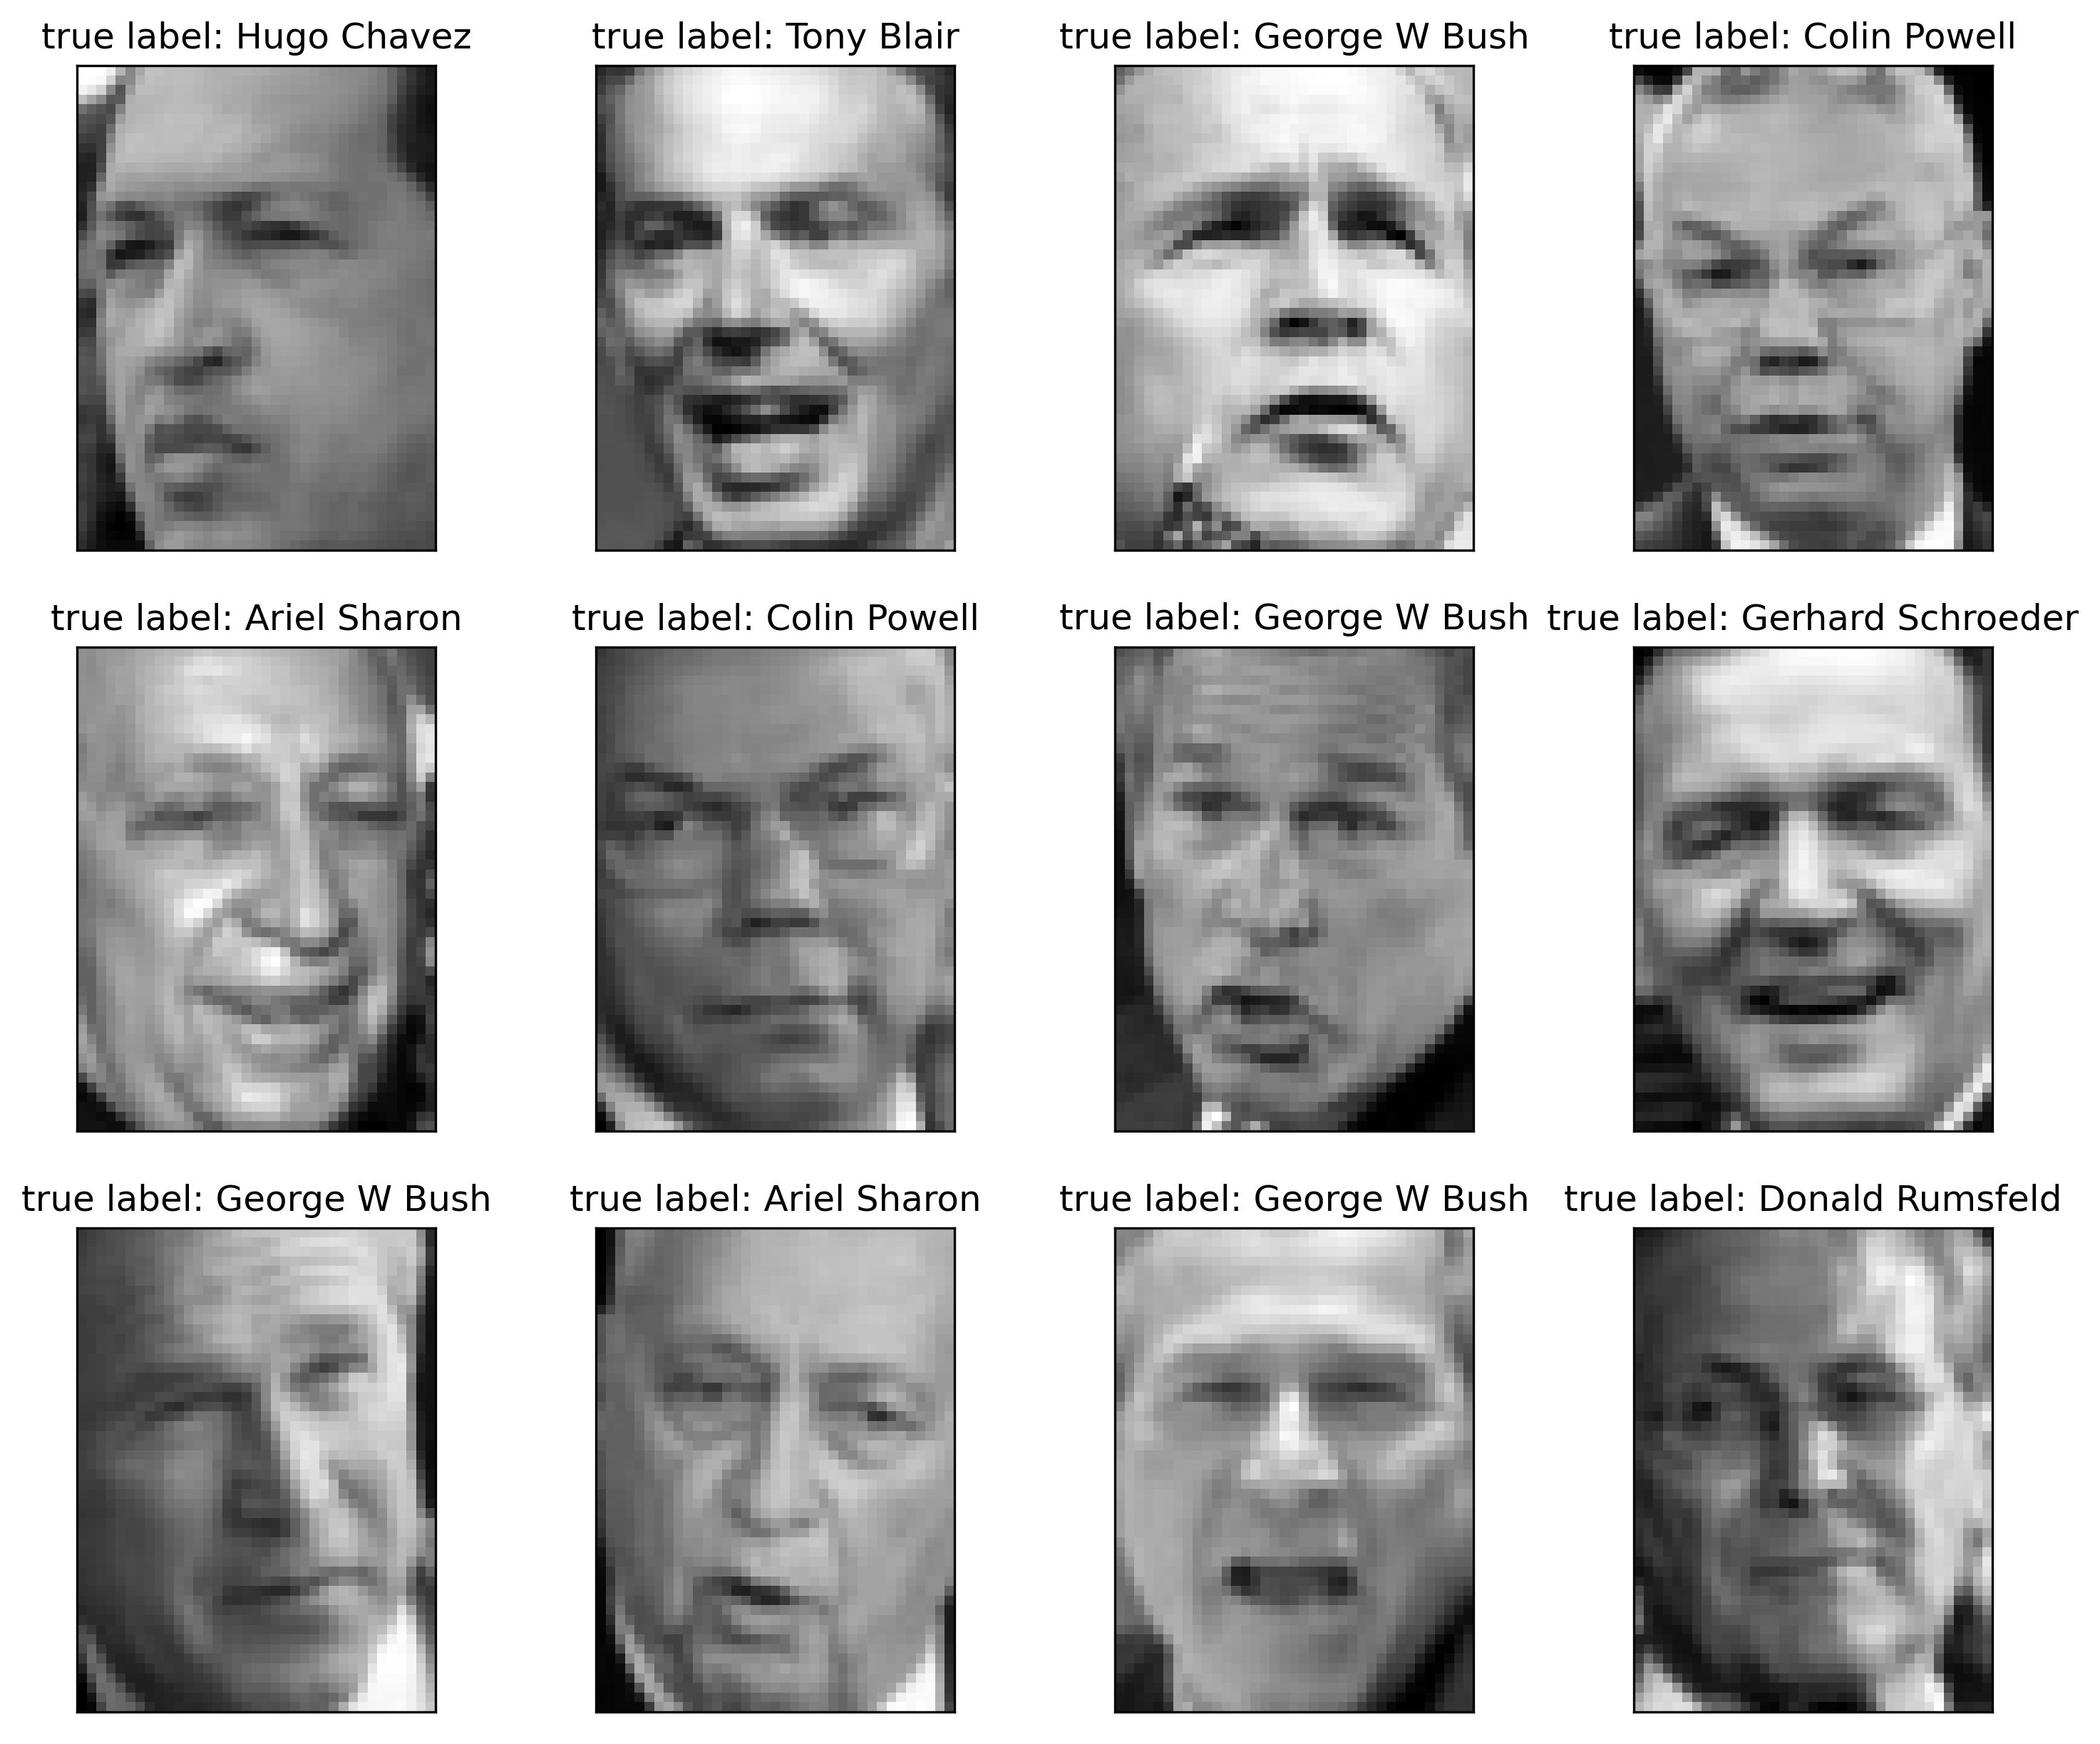 true label: Hugo Chavez
true label: Tony Blair
true label: George W Bush
true label: Colin Powell
true label: Ariel Sharon
true label: Colin Powell
true label: George W Bush
true label: Gerhard Schroeder
true label: George W Bush
true label: Ariel Sharon
true label: George W Bush
true label: Donald Rumsfeld